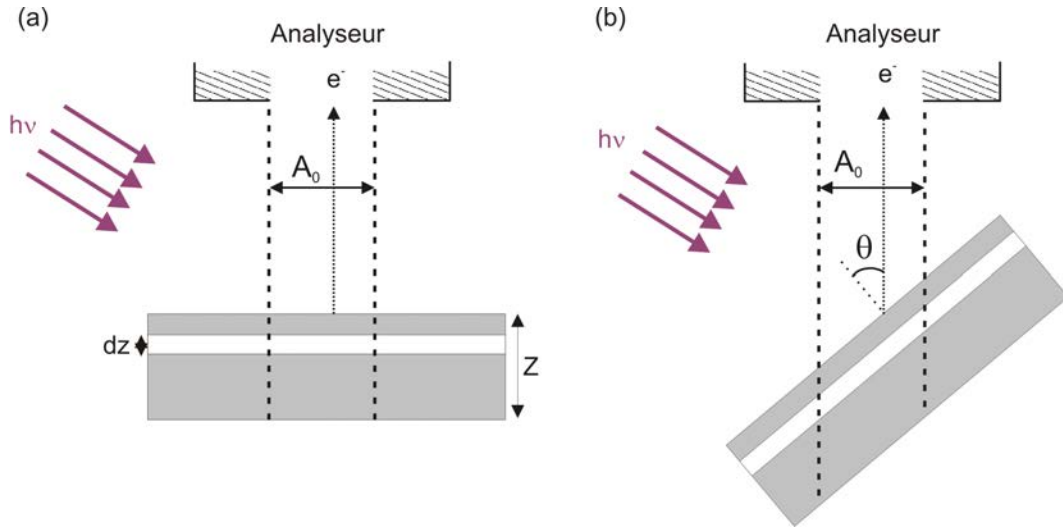 (a)
Analyseur
e⁻
hν
A₀
dz
Z
(b)
Analyseur
e⁻
hν
A₀
θ